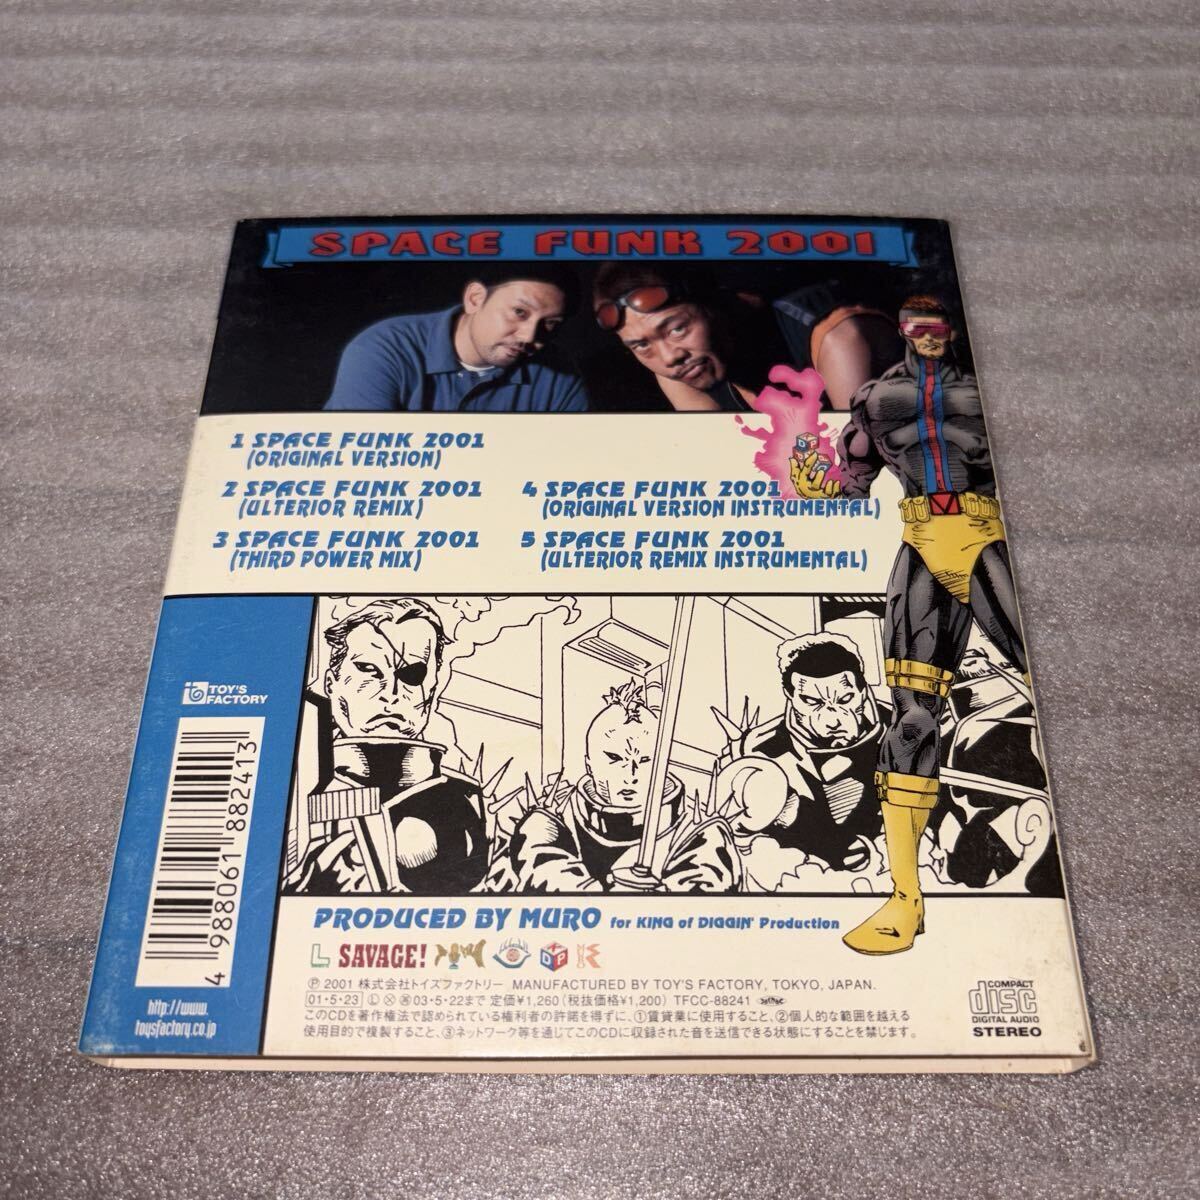 SPACE FUNK 2001
1 SPACE FUNK 2001
(ORIGINAL VERSION)
2 SPACE FUNK 2001
(ULTERIOR REMIX)
3 SPACE FUNK 2001
(THIRD POWER MIX)
4 SPACE FUNK 2001
(ORIGINAL VERSION INSTRUMENTAL)
5 SPACE FUNK 2001
(ULTERIOR REMIX INSTRUMENTAL)
TOY'S
FACTORY
4 988061 882413
http://www.
toysfactory.co.jp
PRODUCED BY MURO for KING of DIGGIN' Production
L SAVAGE!
KDP
Ⓟ 2001 株式会社トイズファクトリー MANUFACTURED BY TOY'S FACTORY, TOKYO, JAPAN.
01・5・23 Ⓛ 03・5・22まで 定価¥1,260(税抜価格¥1,200) TFCC-88241
このCDを著作権法で認められている権利者の許諾を得ずに、①賃貸業に使用すること、②個人的な範囲を越える
使用目的で複製すること、③ネットワーク等を通じてこのCDに収録された音を送信できる状態にすることを禁じます。
COMPACT
disc
DIGITAL AUDIO
STEREO